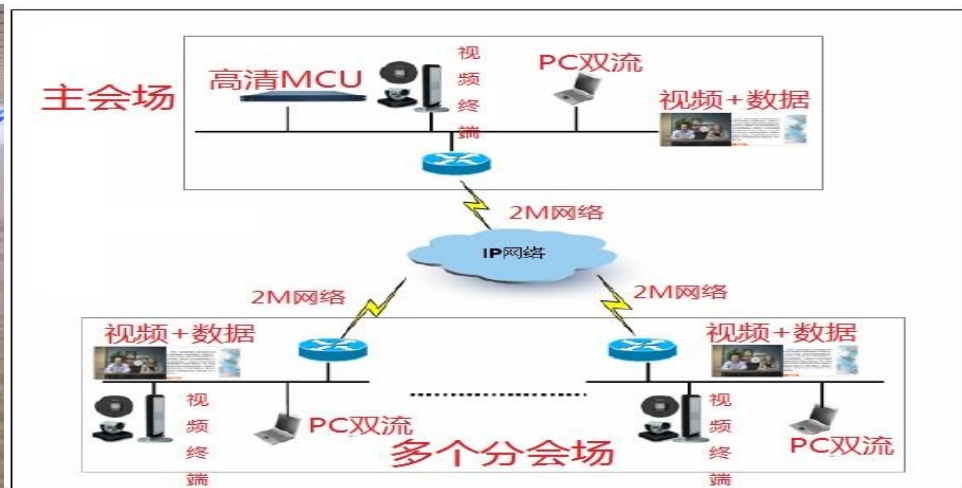 主会场
高清MCU
视频终端
PC双流
视频+数据
2M网络
IP网络
2M网络
2M网络
视频+数据
视频+数据
视频终端
PC双流
视频终端
PC双流
多个分会场